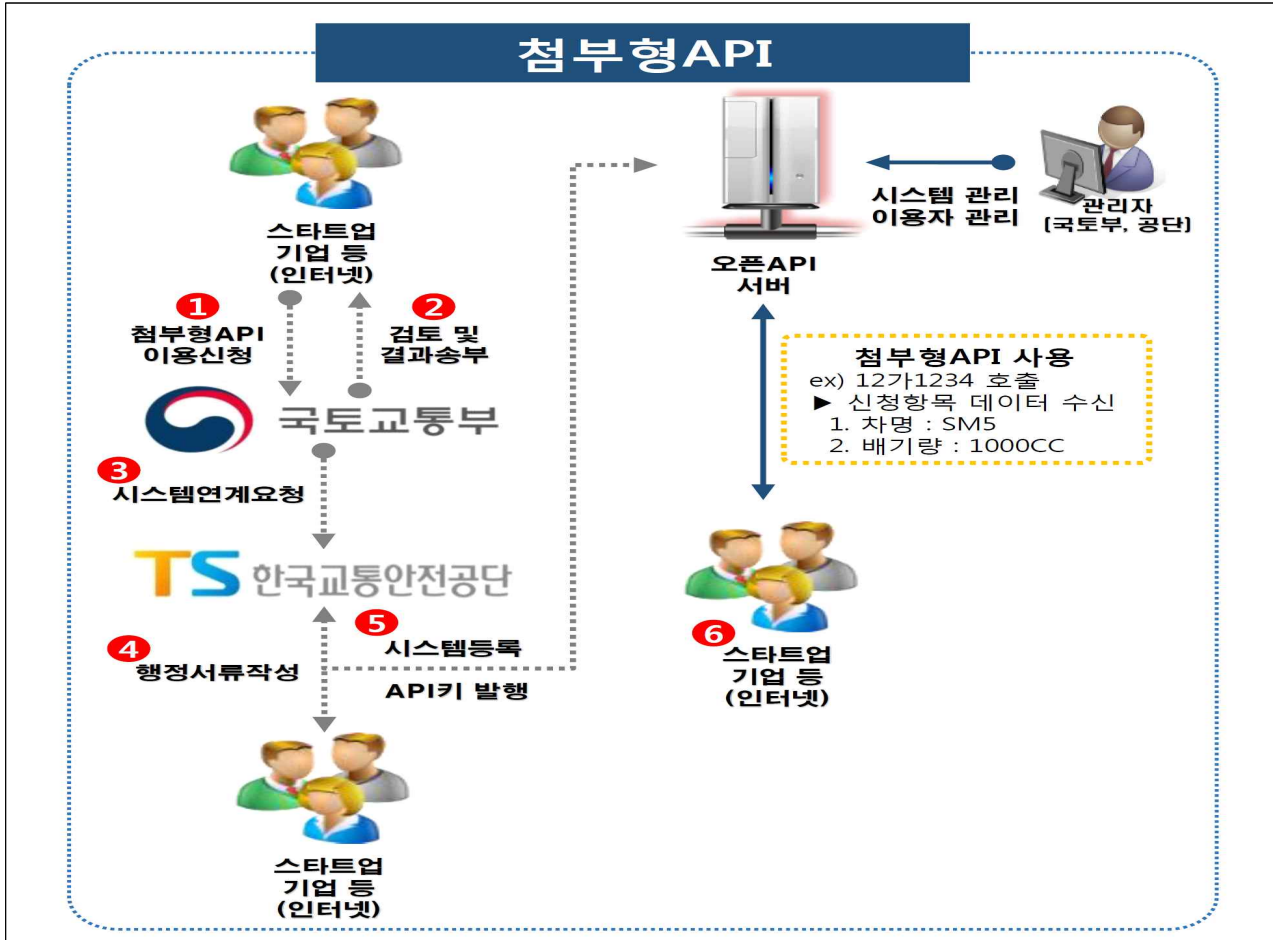 첨부형API
스타트업
기업 등
(인터넷)
1
첨부형API
이용신청
2
검토 및
결과송부
국토교통부
3
시스템연계요청
TS 한국교통안전공단
4
행정서류작성
5
시스템등록
API키 발행
스타트업
기업 등
(인터넷)
오픈API
서버
시스템 관리
이용자 관리
관리자
(국토부, 공단)
첨부형API 사용
ex) 12가1234 호출
► 신청항목 데이터 수신
1. 차명 : SM5
2. 배기량 : 1000CC
6
스타트업
기업 등
(인터넷)